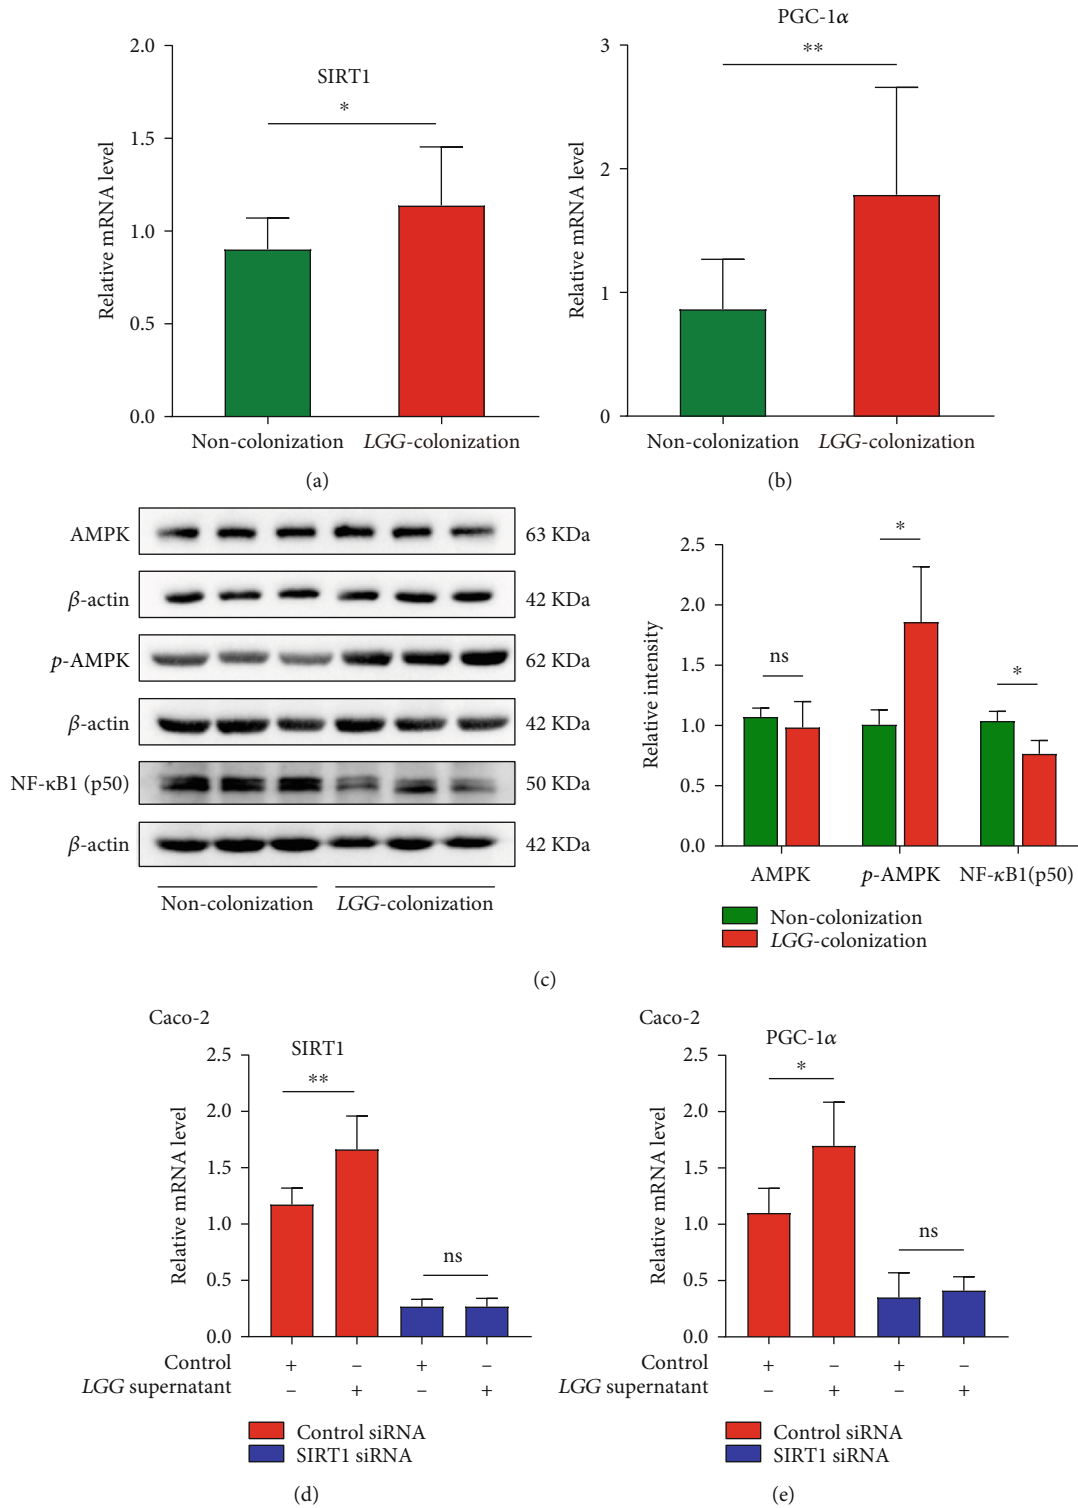 SIRT1
*
Relative mRNA level
2.0
1.5
1.0
0.5
0.0
Non-colonization
LGG-colonization
(a)
PGC-1α
**
Relative mRNA level
3
2
1
0
Non-colonization
LGG-colonization
(b)
AMPK
63 KDa
β-actin
42 KDa
p-AMPK
62 KDa
β-actin
42 KDa
NF-κB1 (p50)
50 KDa
β-actin
42 KDa
Non-colonization
LGG-colonization
Relative intensity
2.5
2.0
1.5
1.0
0.5
0.0
ns
*
*
AMPK
p-AMPK
NF-κB1(p50)
Non-colonization
LGG-colonization
(c)
Caco-2
SIRT1
**
ns
Relative mRNA level
2.5
2.0
1.5
1.0
0.5
0.0
Control + – + –
LGG supernatant – + – +
Control siRNA
SIRT1 siRNA
(d)
Caco-2
PGC-1α
*
ns
Relative mRNA level
2.5
2.0
1.5
1.0
0.5
0.0
Control + – + –
LGG supernatant – + – +
Control siRNA
SIRT1 siRNA
(e)